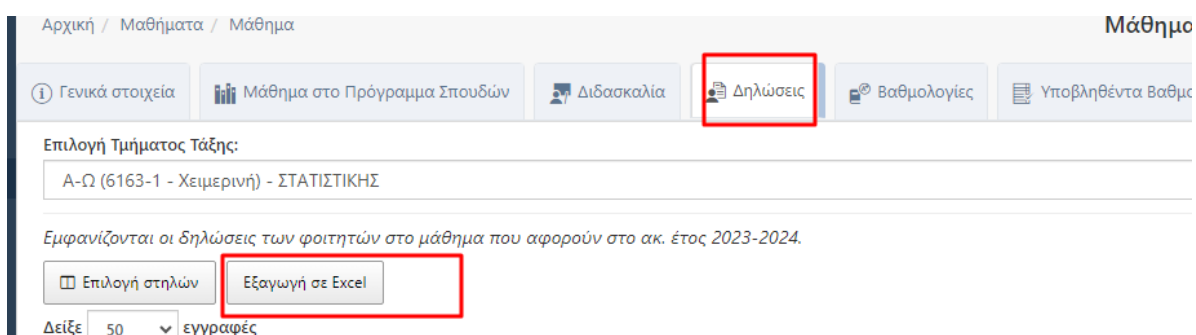 Αρχική / Μαθήματα / Μάθημα
Μάθημα
Γενικά στοιχεία Μάθημα στο Πρόγραμμα Σπουδών Διδασκαλία Δηλώσεις Βαθμολογίες Υποβληθέντα Βαθμο
Επιλογή Τμήματος Τάξης:
Α-Ω (6163-1 - Χειμερινή) - ΣΤΑΤΙΣΤΙΚΗΣ
Εμφανίζονται οι δηλώσεις των φοιτητών στο μάθημα που αφορούν στο ακ. έτος 2023-2024.
Επιλογή στηλών Εξαγωγή σε Excel
Δείξε 50 εγγραφές